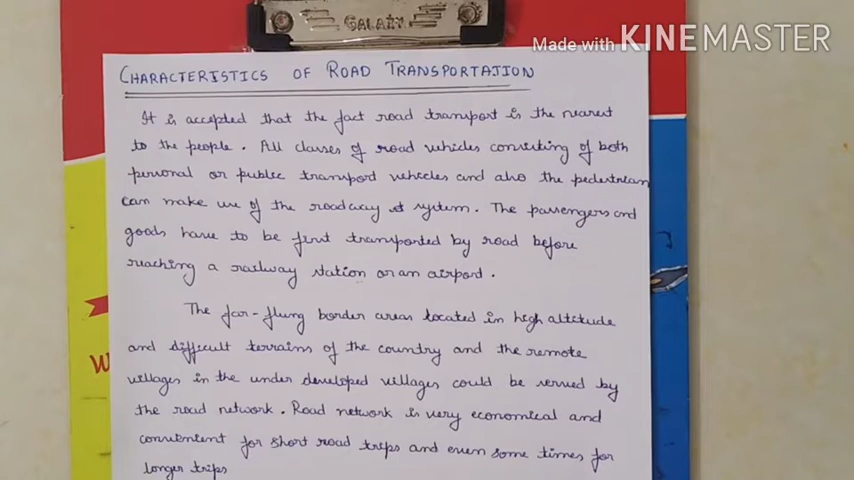 GALAXY
Made with KINEMASTER
CHARACTERISTICS OF ROAD TRANSPORTATION
It is accepted that the fact road transport is the nearest
to the people. All classes of road vehicles consisting of both
personal or public transport vehicles and also the pedestrian
can make use of the roadway system. The passengers and
goods have to be first transported by road before
reaching a railway station or an airport.
The far-flung border areas located in high altitude
and difficult terrains of the country and the remote
villages in the under developed villages could be served by
the road network. Road network is very economical and
convenient for short road trips and even some times for
longer trips
W